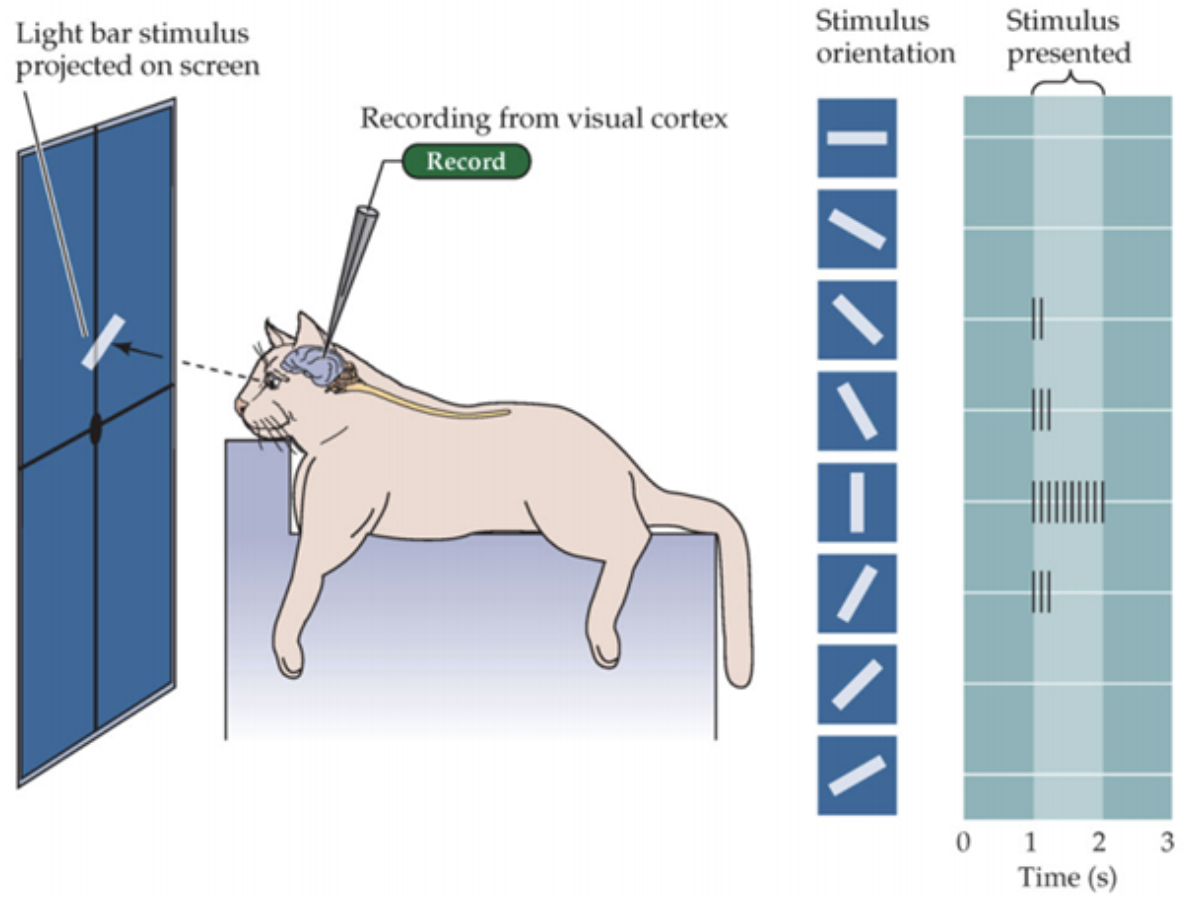 Light bar stimulus
projected on screen
Recording from visual cortex
Record
Stimulus
orientation
Stimulus
presented
0 1 2 3
Time (s)